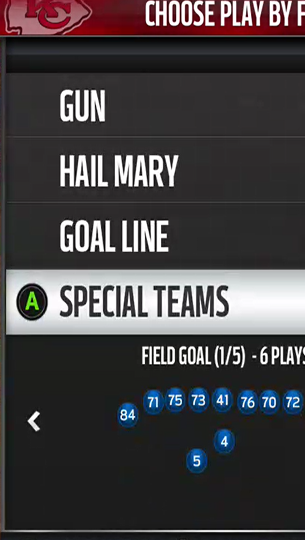 KC
CHOOSE PLAY BY F
GUN
HAIL MARY
GOAL LINE
A SPECIAL TEAMS
FIELD GOAL (1/5) - 6 PLAYS
84 71 75 73 41 76 70 72
4
5